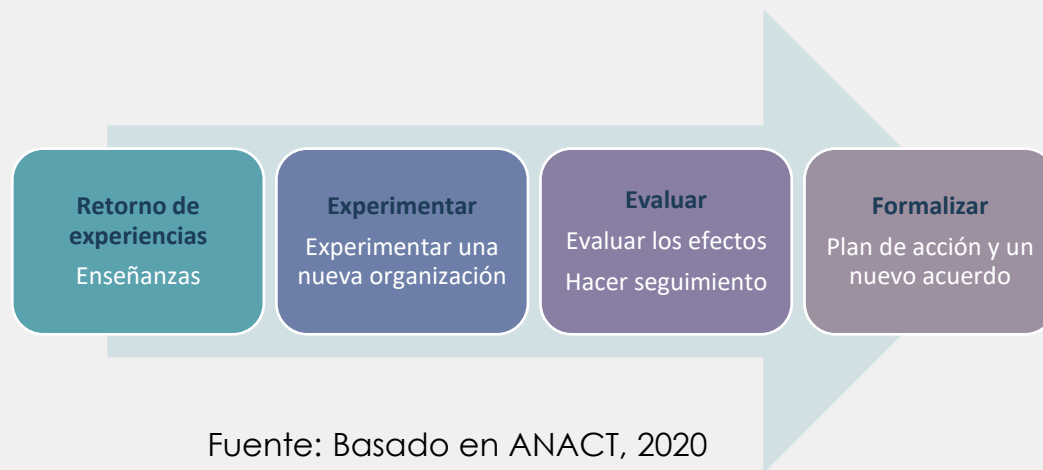 Retorno de
experiencias
Enseñanzas
Experimentar
Experimentar una
nueva organización
Evaluar
Evaluar los efectos
Hacer seguimiento
Formalizar
Plan de acción y un
nuevo acuerdo
Fuente: Basado en ANACT, 2020